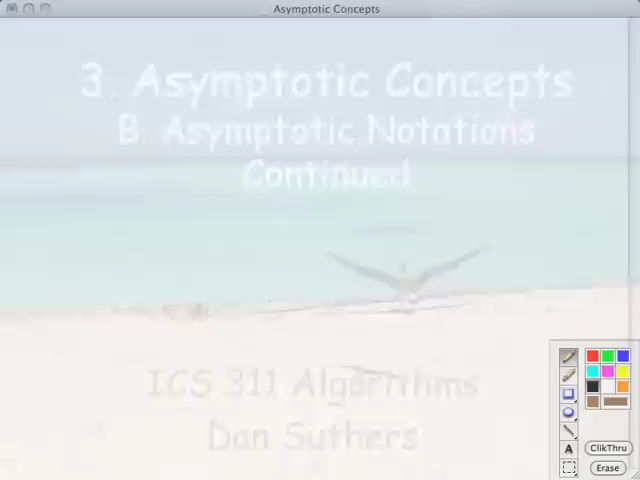 Asymptotic Concepts
3. Asymptotic Concepts
B. Asymptotic Notations
Continued
ICS 311 Algorithms
Dan Suthers
A
ClikThru
Erase